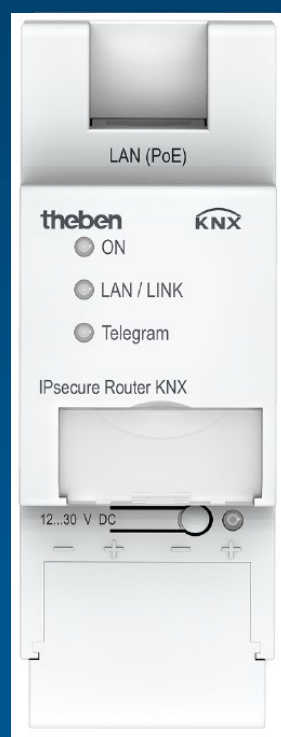 LAN (PoE)
theben KNX
ON
LAN / LINK
Telegram
IPsecure Router KNX
12...30 V DC
− + − +